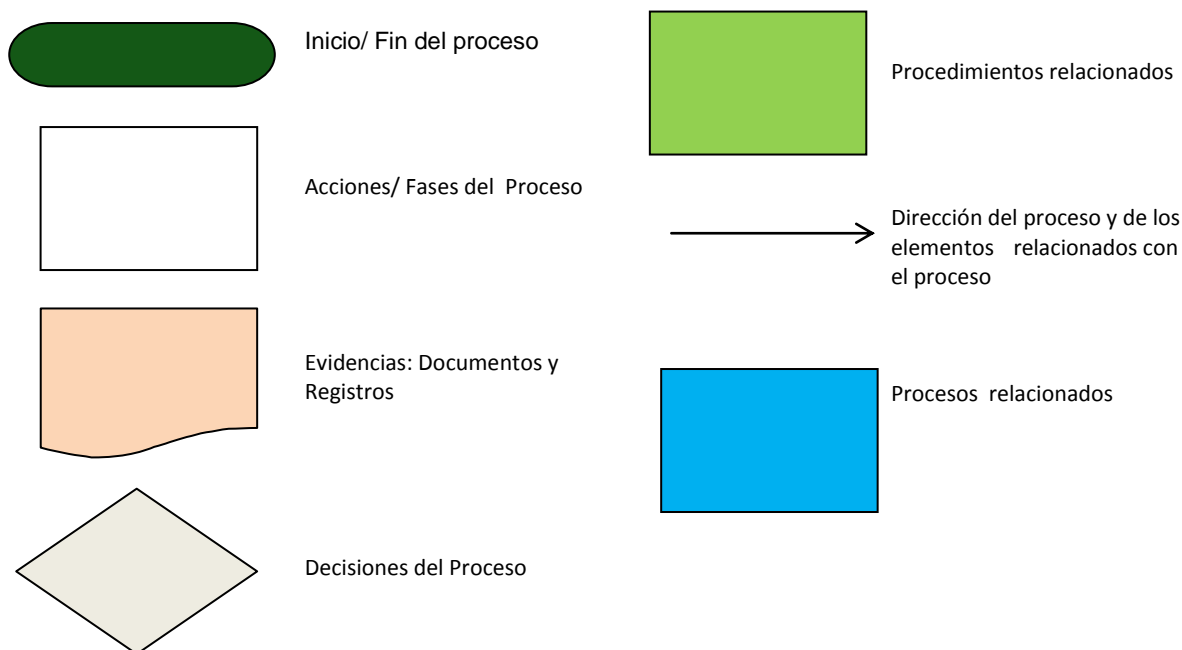 Inicio/ Fin del proceso
Acciones/ Fases del Proceso
Evidencias: Documentos y
Registros
Decisiones del Proceso
Procedimientos relacionados
Dirección del proceso y de los
elementos relacionados con
el proceso
Procesos relacionados